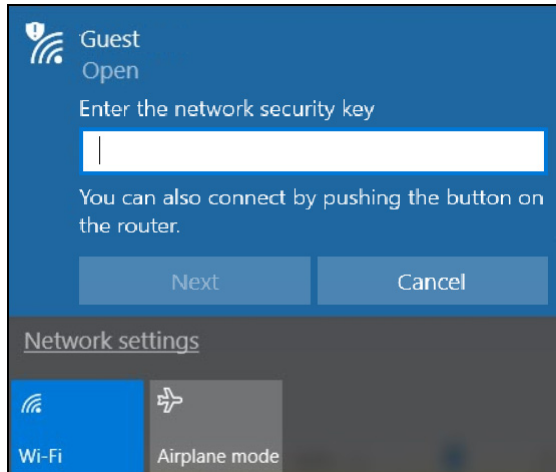 Guest
Open
Enter the network security key
You can also connect by pushing the button on
the router.
Next
Cancel
Network settings
Wi-Fi
Airplane mode